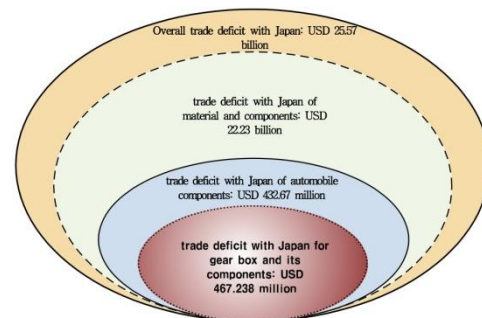 Overall trade deficit with Japan: USD 25.57
billion
trade deficit with Japan of
material and components: USD
22.23 billion
trade deficit with Japan of automobile
components: USD 432.67 million
trade deficit with Japan for
gear box and its
components: USD
467.238 million